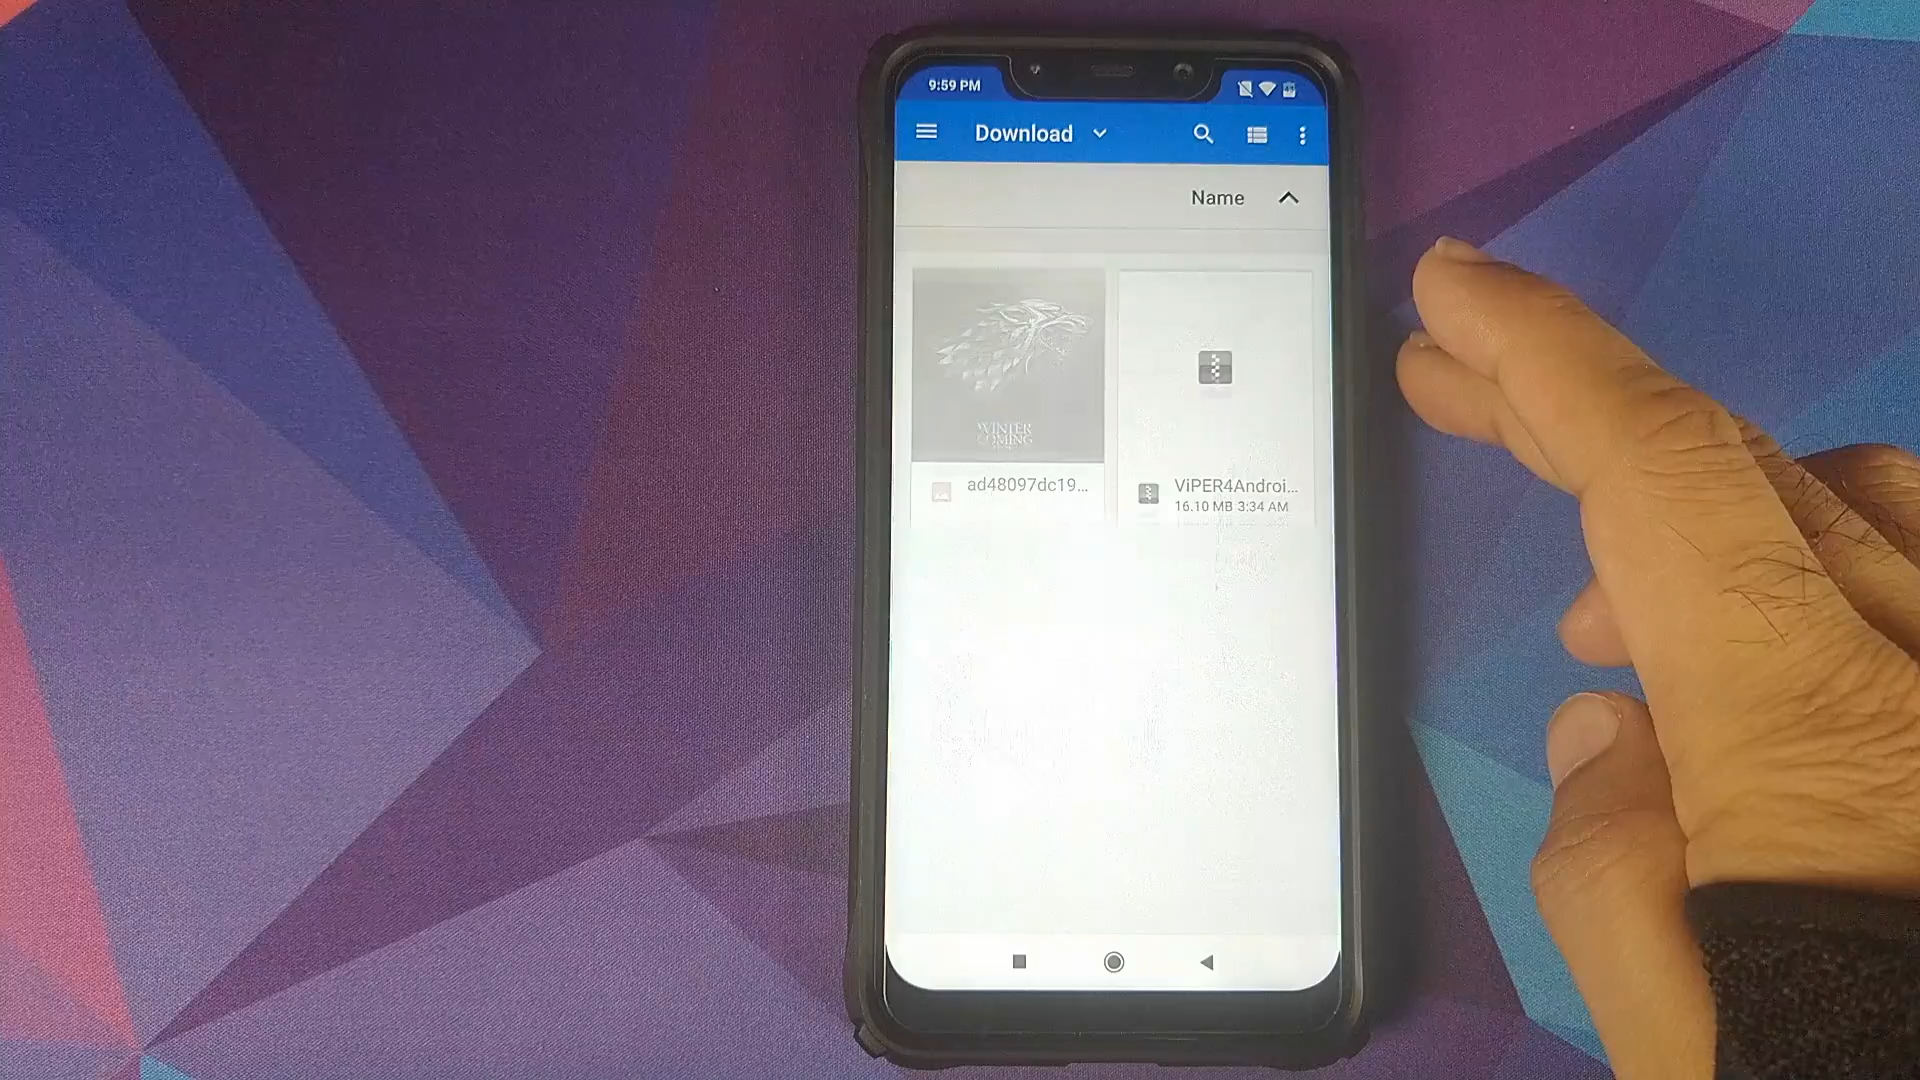 9:59 PM
Download
Name
WINTER
COMING
ad48097dc19...
ViPER4Androi...
16.10 MB 3:34 AM